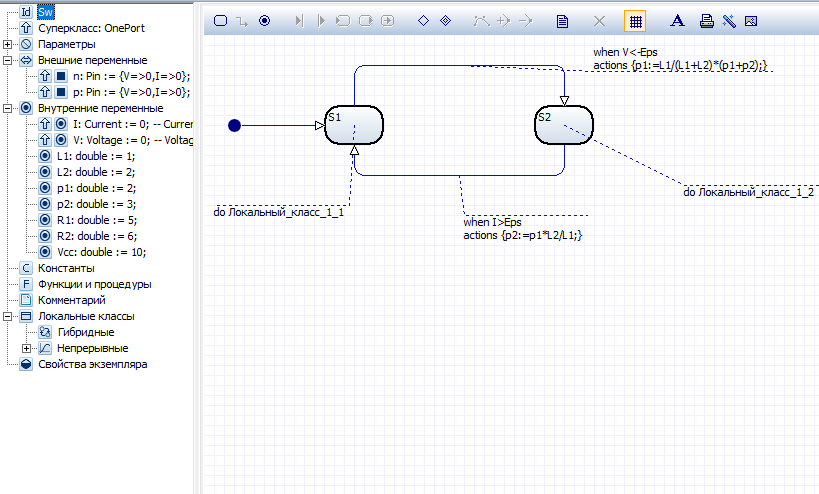 Id Sw
Суперкласс: OnePort
Параметры
Внешние переменные
n: Pin := {V=>0,I=>0};
p: Pin := {V=>0,I=>0};
Внутренние переменные
I: Current := 0; -- Curren
V: Voltage := 0; -- Voltage
L1: double := 1;
L2: double := 2;
p1: double := 2;
p2: double := 3;
R1: double := 5;
R2: double := 6;
Vcc: double := 10;
C Константы
F Функции и процедуры
Комментарий
Локальные классы
Гибридные
Непрерывные
Свойства экземпляра
A
when V<-Eps
actions {p1:=L1/(L1+L2)*(p1+p2);}
S1
S2
do Локальный_класс_1_1
do Локальный_класс_1_2
when I>Eps
actions {p2:=p1*L2/L1;}